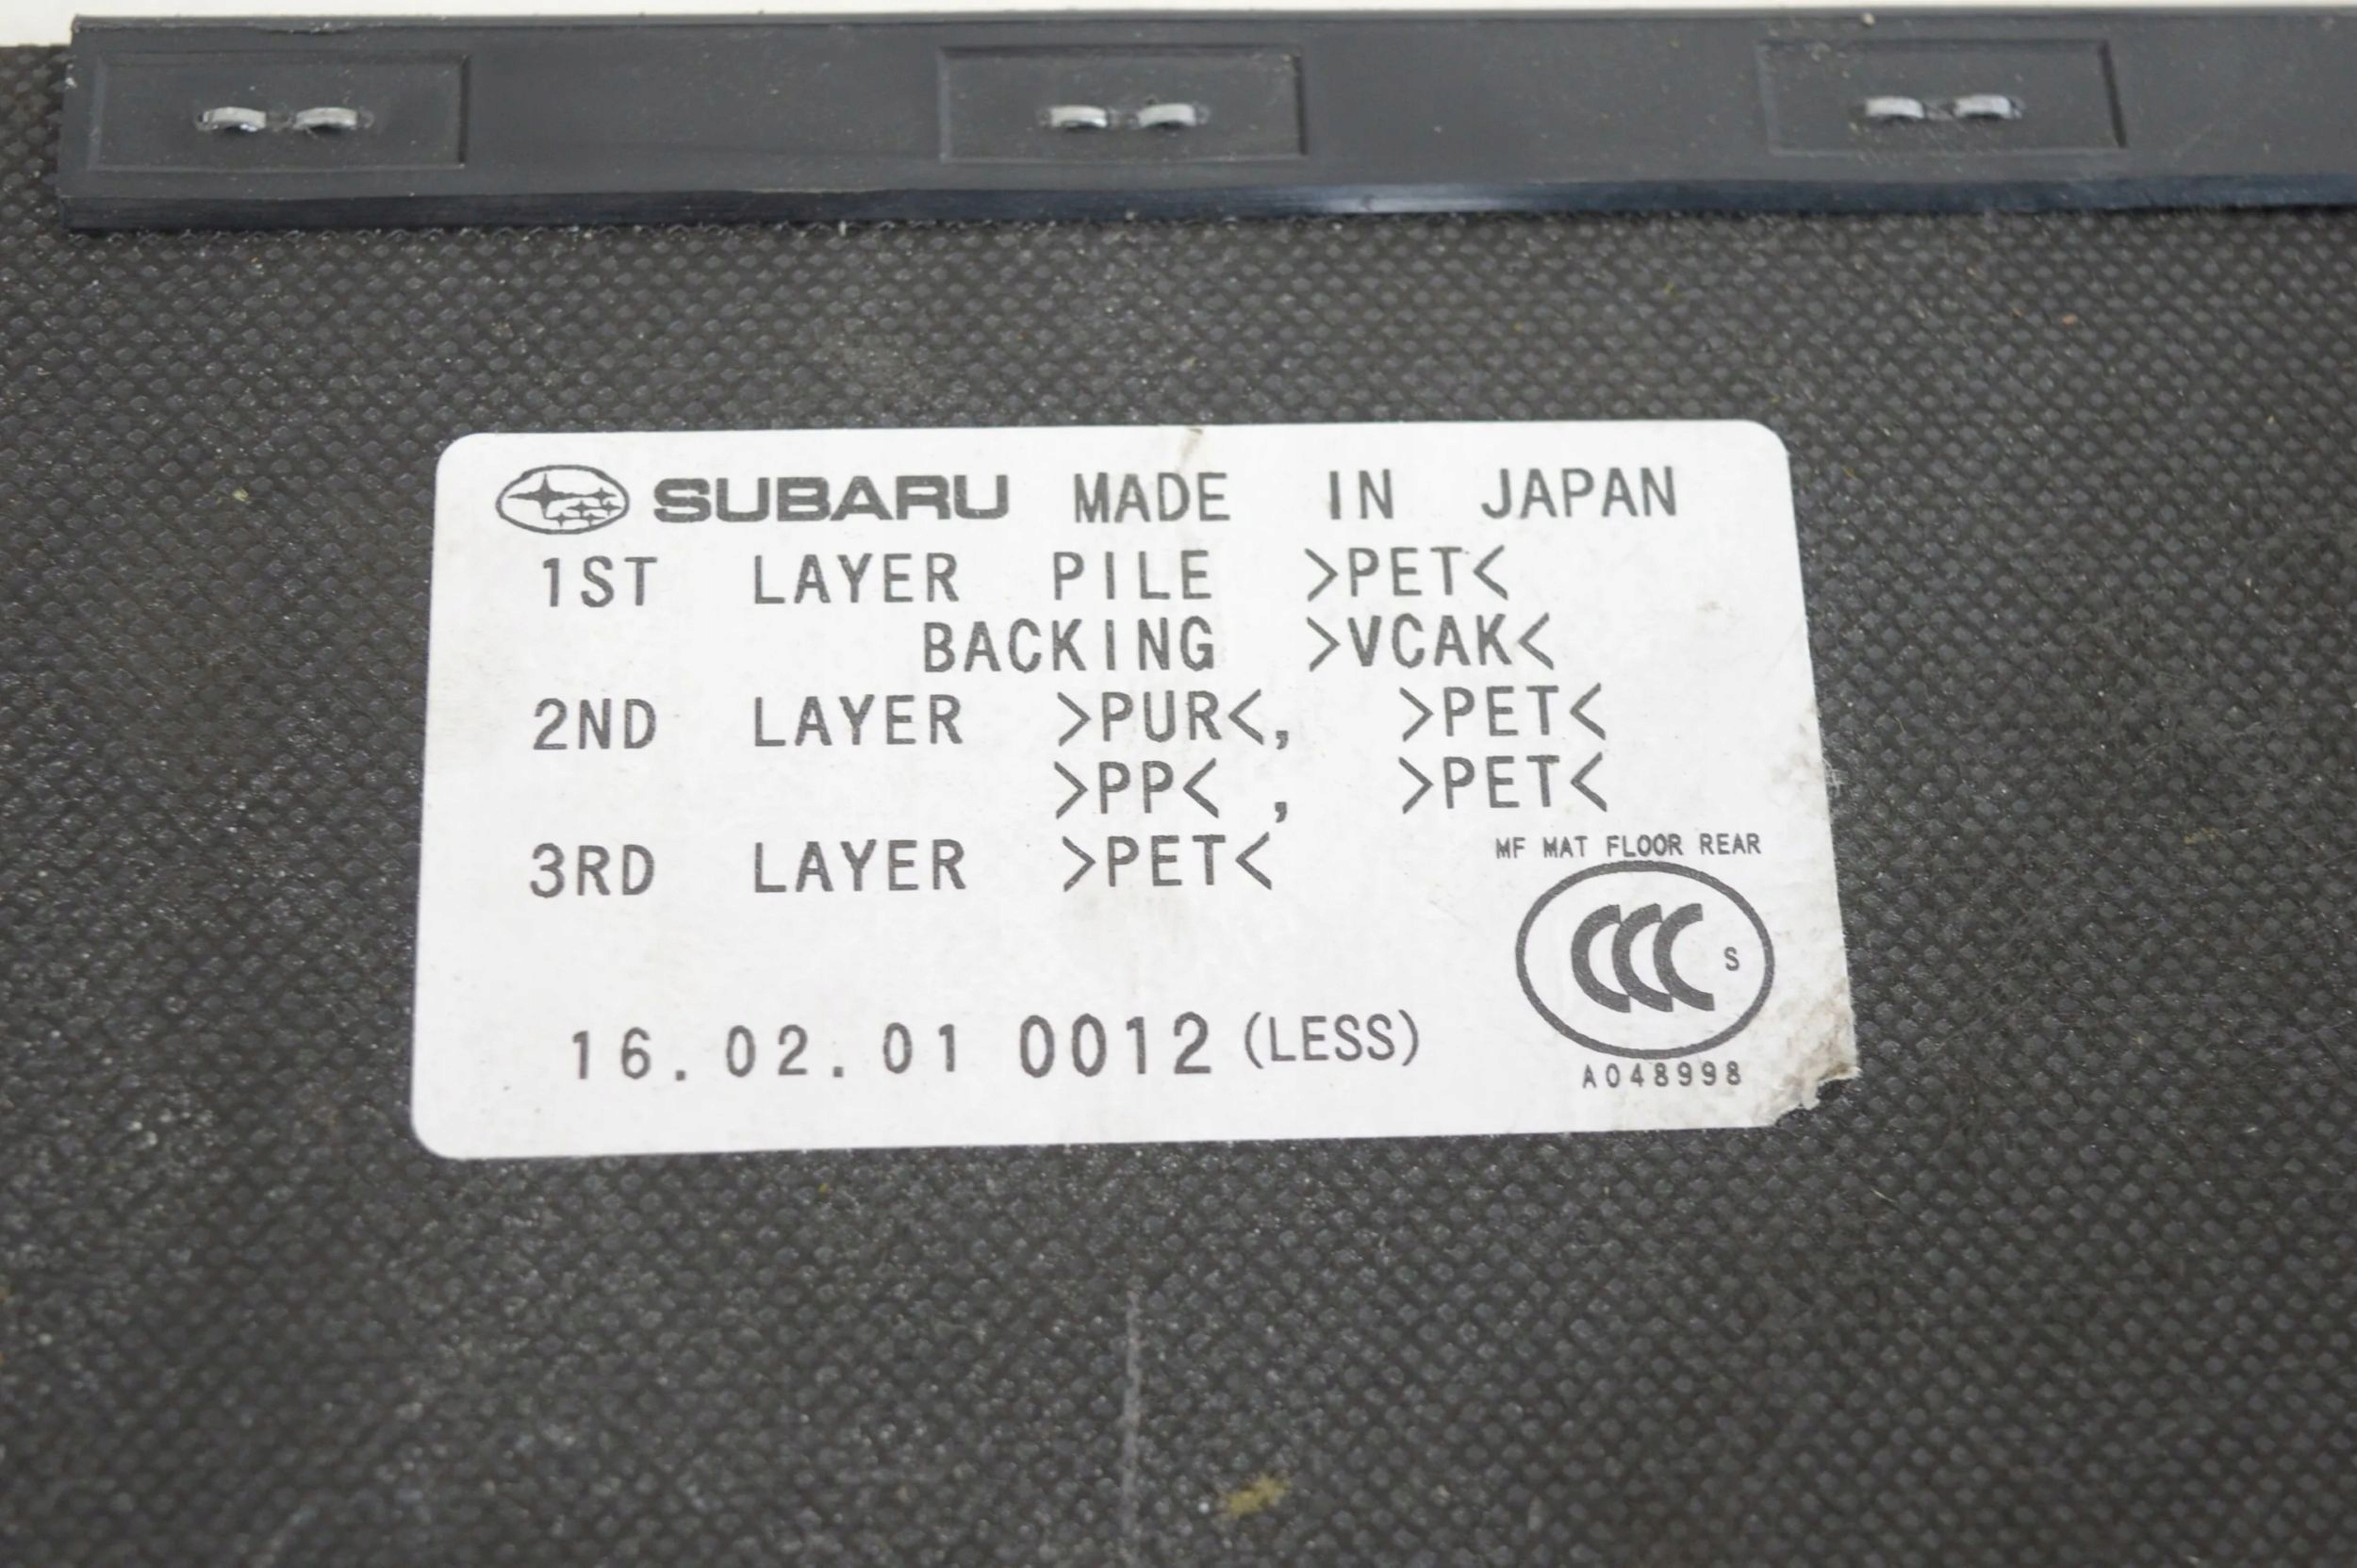 SUBARU MADE IN JAPAN
1ST LAYER PILE >PET<
BACKING >VCAK<
2ND LAYER >PUR<, >PET<
>PP< , >PET<
3RD LAYER >PET<
MF MAT FLOOR REAR
CCC S
16.02.01 0012 (LESS)
A048998